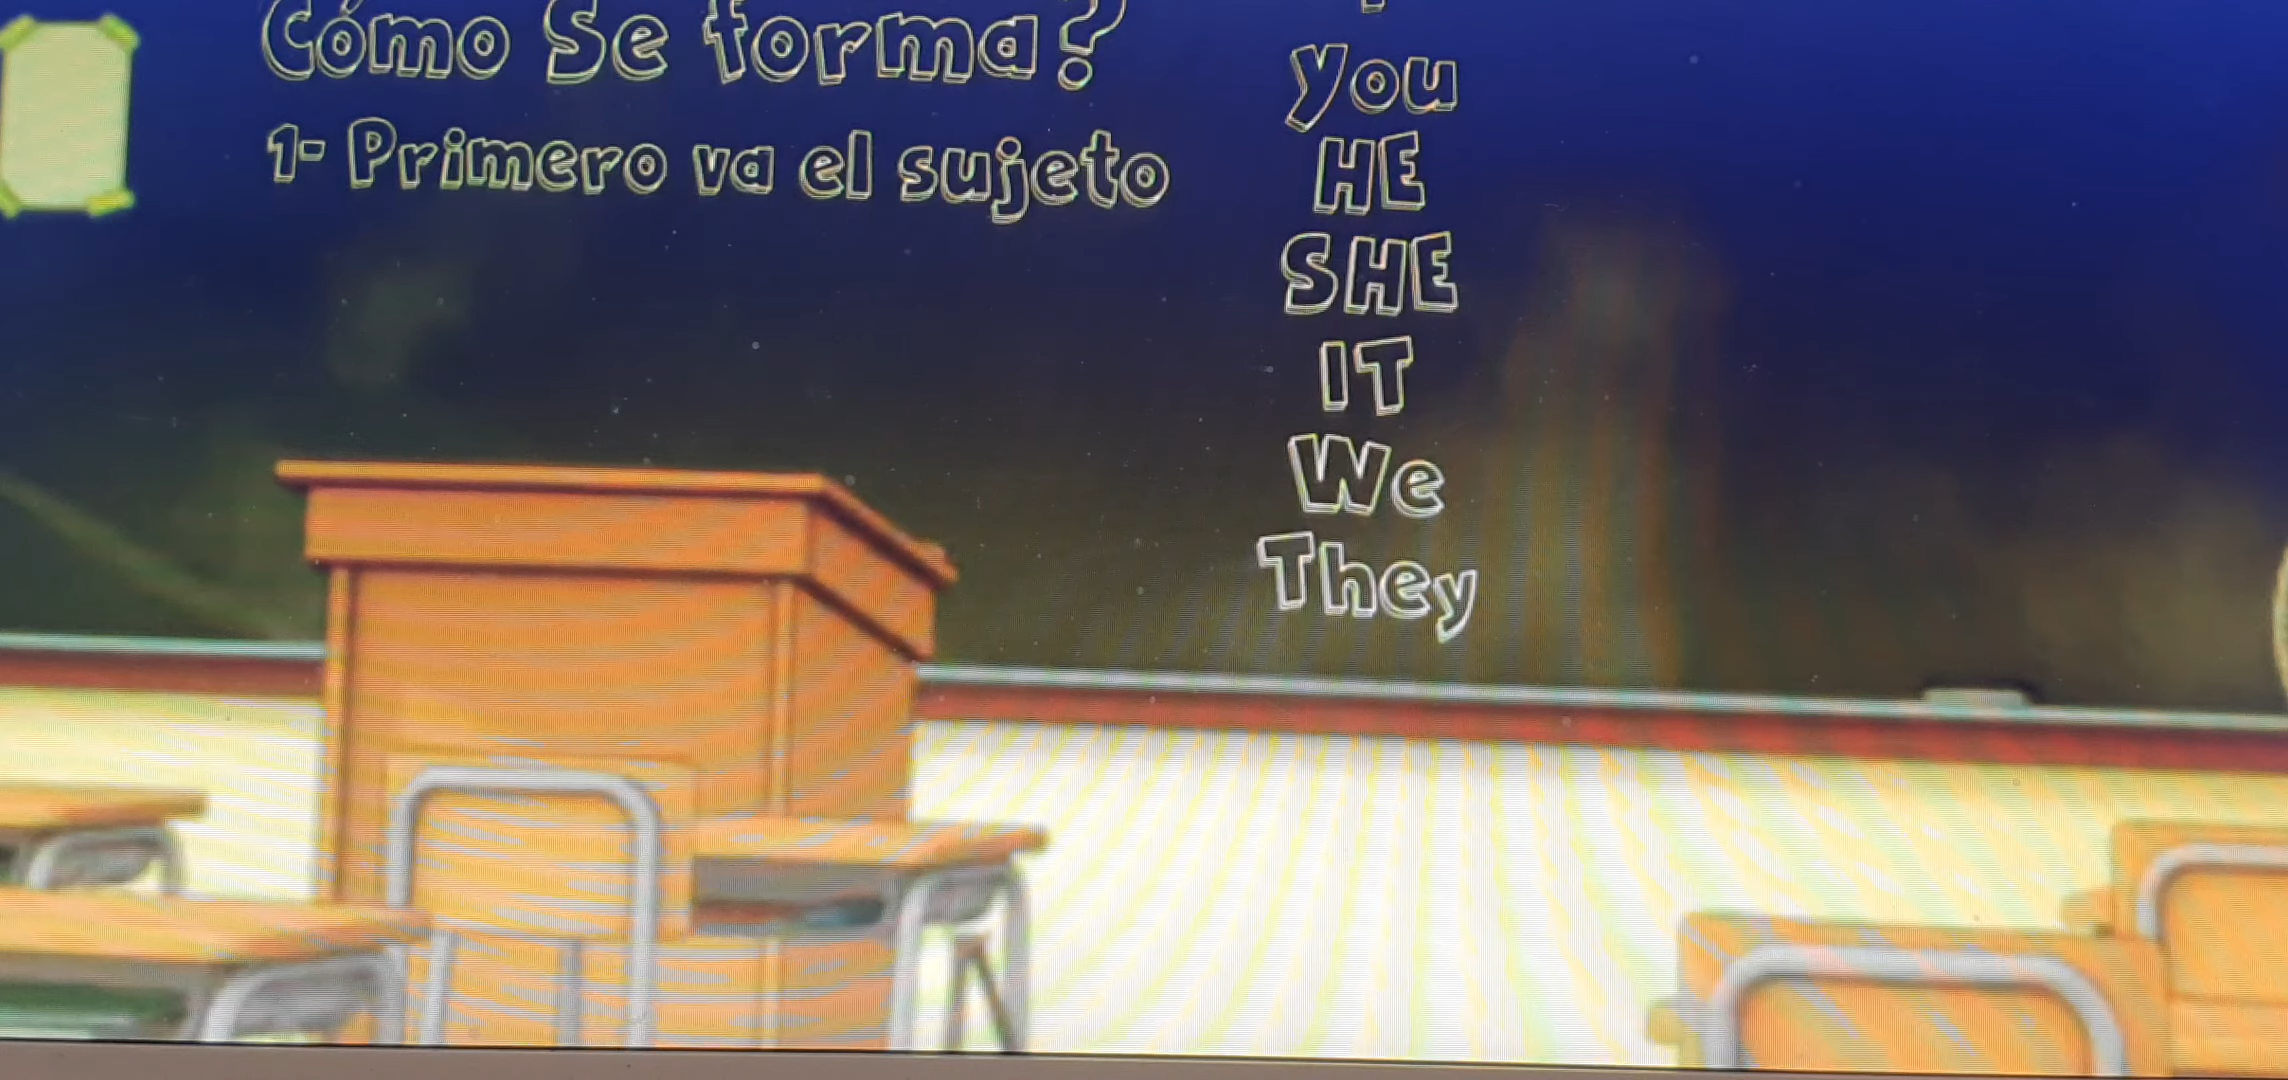 Cómo Se forma?
1- Primero va el sujeto
you
HE
SHE
IT
We
They